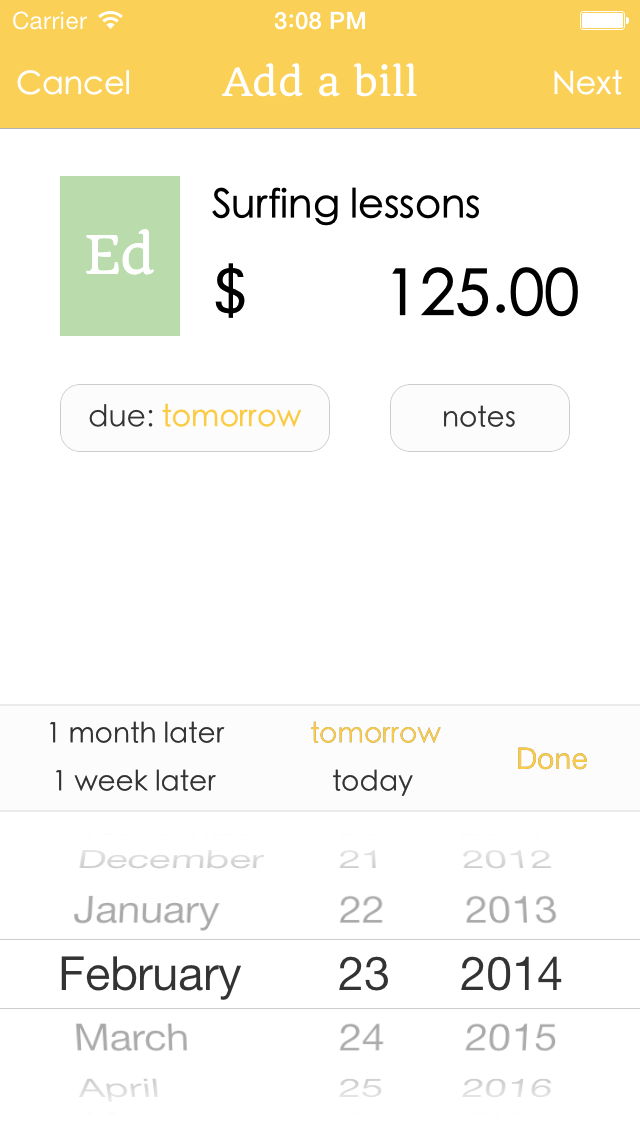 Carrier 3:08 PM
Cancel Add a bill Next
Ed
Surfing lessons
$ 125.00
due: tomorrow notes
1 month later tomorrow
Done
1 week later today
December 21 2012
January 22 2013
February 23 2014
March 24 2015
April 25 2016